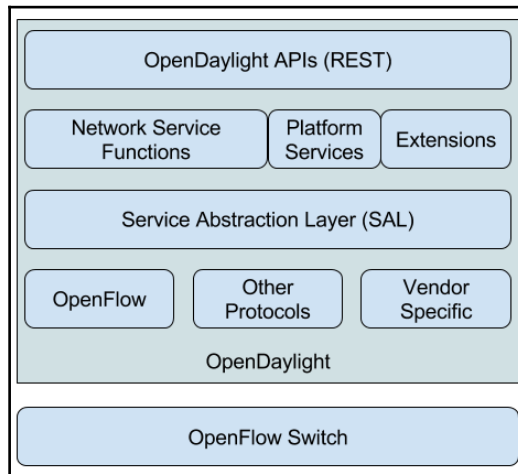 OpenDaylight APIs (REST)
Network Service
Functions
Platform
Services
Extensions
Service Abstraction Layer (SAL)
OpenFlow
Other
Protocols
Vendor
Specific
OpenDaylight
OpenFlow Switch